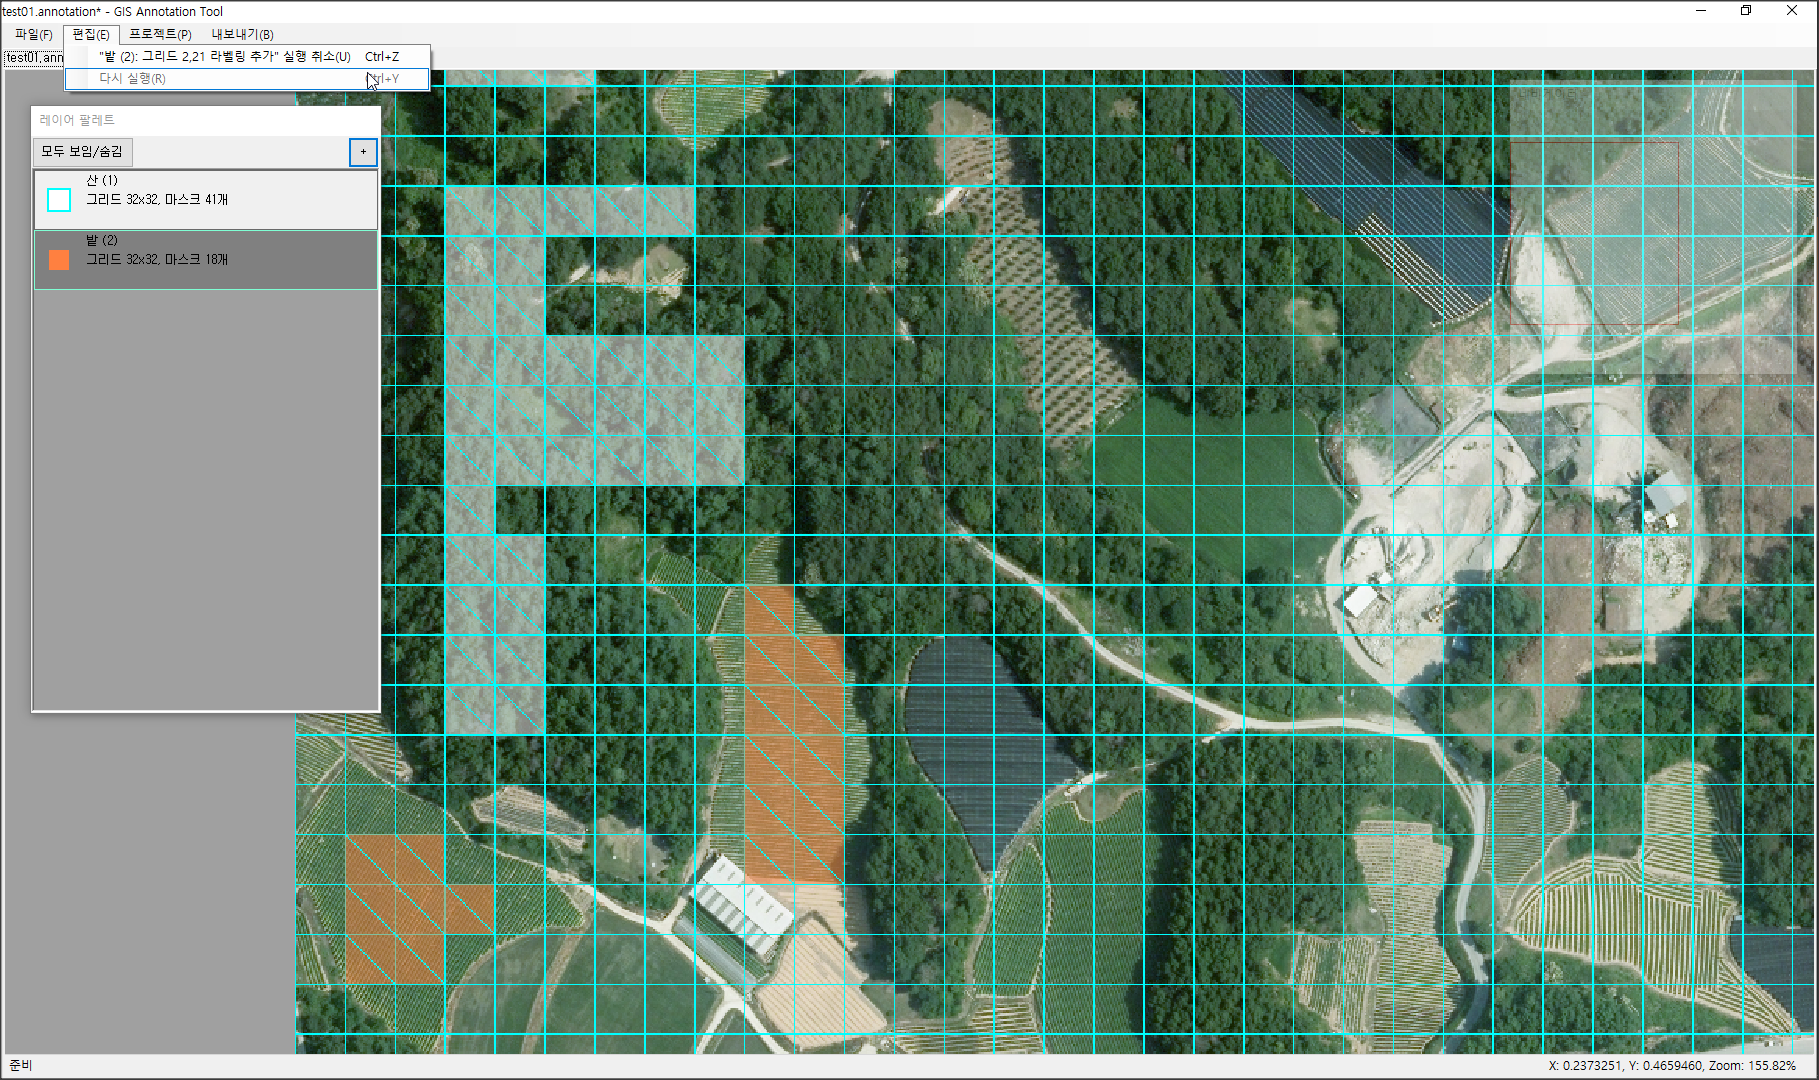 test01.annotation* - GIS Annotation Tool
파일(F) 편집(E) 프로젝트(P) 내보내기(B)
test01.ann
"밭 (2): 그리드 2,21 라벨링 추가" 실행 취소(U) Ctrl+Z
다시 실행(R) Ctrl+Y
레이어 팔레트
모두 보임/숨김 +
산 (1)
그리드 32x32, 마스크 41개
밭 (2)
그리드 32x32, 마스크 18개
준비 X: 0.2373251, Y: 0.4659460, Zoom: 155.82%